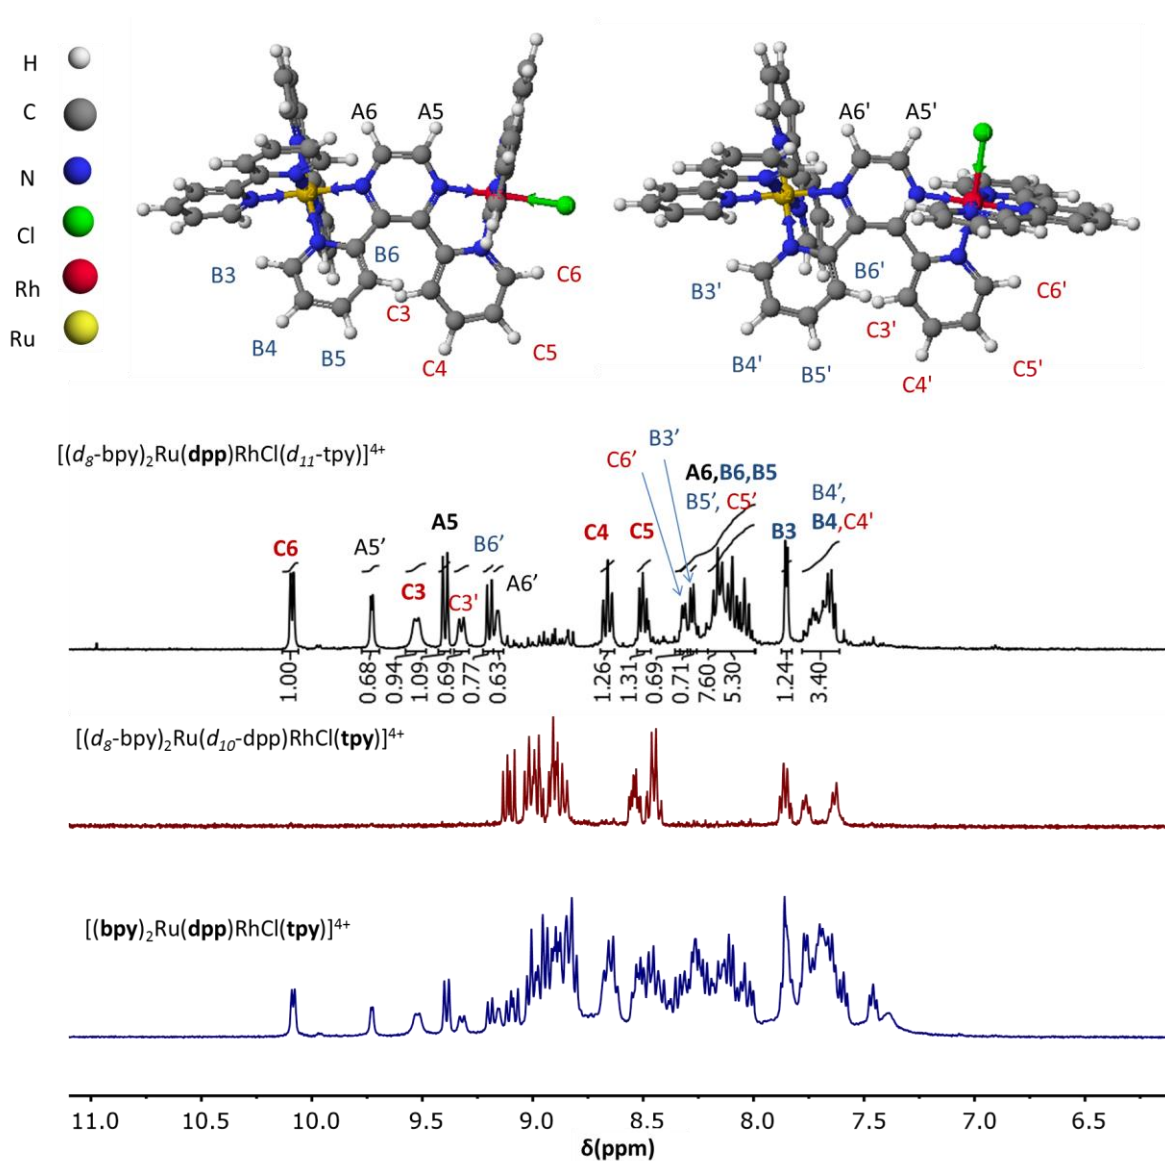 H
C
N
Cl
Rh
Ru
A6 A5
B3 B6 C6
C3
B4 B5 C4 C5
A6' A5'
B3' B6' C6'
C3'
B4' B5' C4' C5'
[(d8-bpy)2Ru(dpp)RhCl(d11-tpy)]4+
B3’
C6’ A6,B6,B5 B4’,
C6 A5’ A5 B6’ C4 C5 B5’, C5’ B3 B4,C4'
C3 C3’ A6’
1.00 0.68 0.94 1.09 0.69 0.77 0.63 1.26 1.31 0.69 0.71 7.60 5.30 1.24 3.40
[(d8-bpy)2Ru(d10-dpp)RhCl(tpy)]4+
[(bpy)2Ru(dpp)RhCl(tpy)]4+
11.0 10.5 10.0 9.5 9.0 8.5 8.0 7.5 7.0 6.5
δ(ppm)